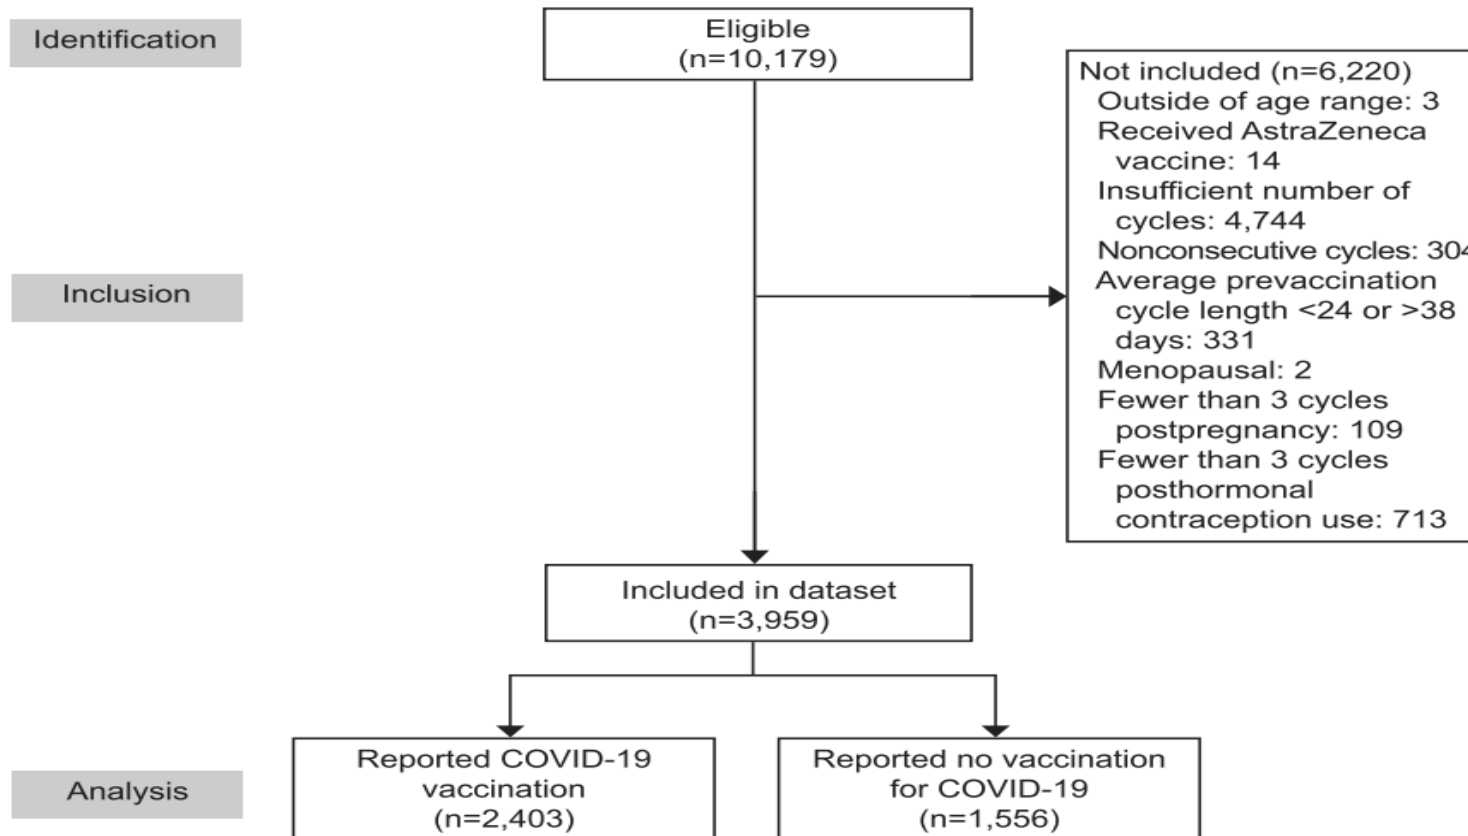 Identification
Eligible
(n=10,179)
Not included (n=6,220)
Outside of age range: 3
Received AstraZeneca
vaccine: 14
Insufficient number of
cycles: 4,744
Nonconsecutive cycles: 304
Inclusion
Average prevaccination
cycle length <24 or >38
days: 331
Menopausal: 2
Fewer than 3 cycles
postpregnancy: 109
Fewer than 3 cycles
posthormonal
contraception use: 713
Included in dataset
(n=3,959)
Analysis
Reported COVID-19
vaccination
(n=2,403)
Reported no vaccination
for COVID-19
(n=1,556)